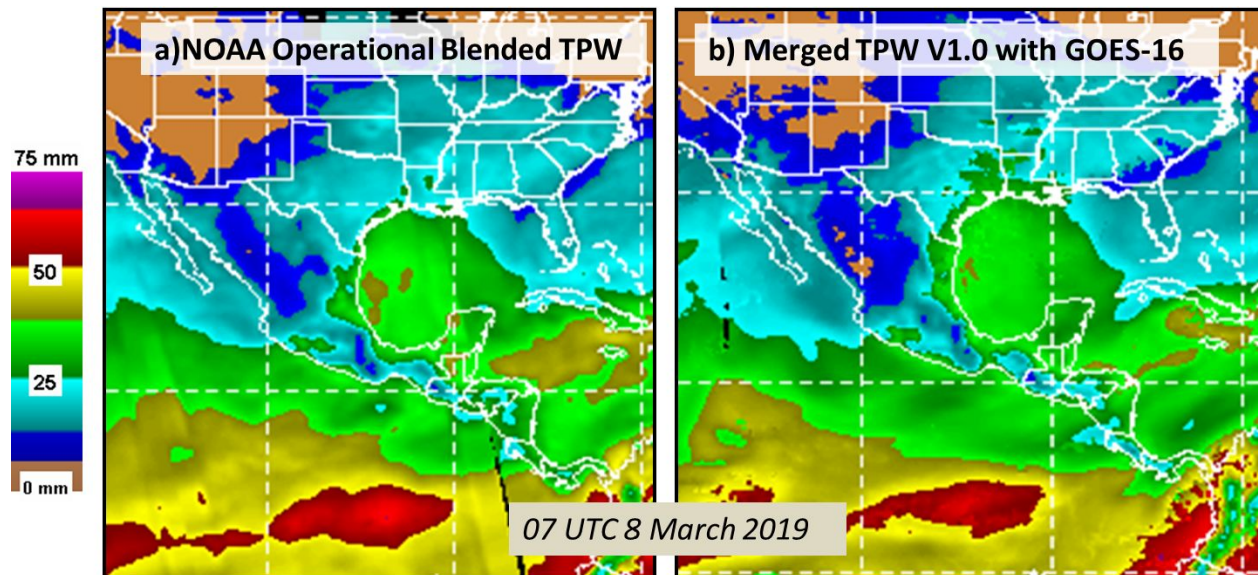 a)NOAA Operational Blended TPW
b) Merged TPW V1.0 with GOES-16
75 mm
50
25
0 mm
07 UTC 8 March 2019